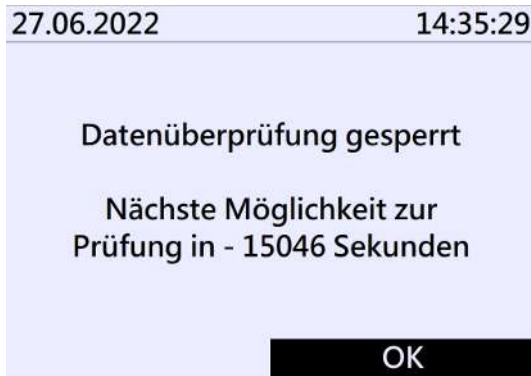 27.06.2022 14:35:29
Datenüberprüfung gesperrt
Nächste Möglichkeit zur
Prüfung in - 15046 Sekunden
OK